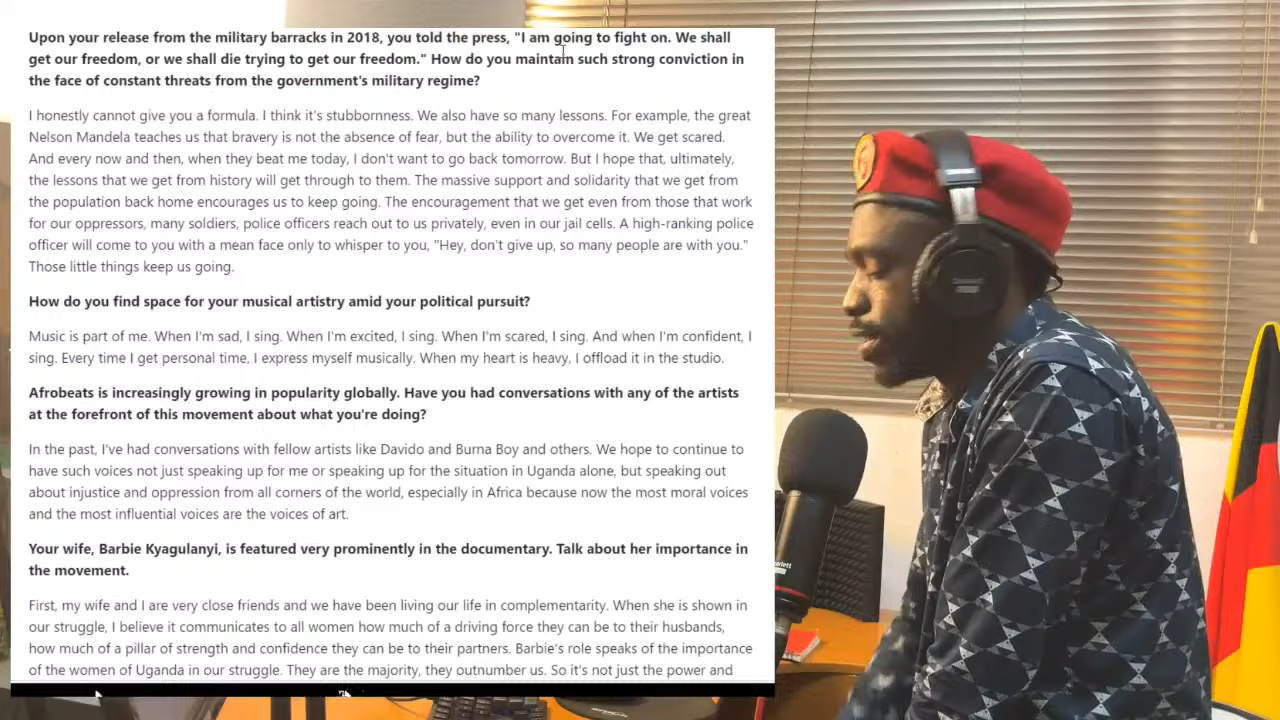 Upon your release from the military barracks in 2018, you told the press, "I am going to fight on. We shall
get our freedom, or we shall die trying to get our freedom." How do you maintain such strong conviction in
the face of constant threats from the government's military regime?
I honestly cannot give you a formula. I think it's stubbornness. We also have so many lessons. For example, the great
Nelson Mandela teaches us that bravery is not the absence of fear, but the ability to overcome it. We get scared.
And every now and then, when they beat me today, I don't want to go back tomorrow. But I hope that, ultimately,
the lessons that we get from history will get through to them. The massive support and solidarity that we get from
the population back home encourages us to keep going. The encouragement that we get even from those that work
for our oppressors, many soldiers, police officers reach out to us privately, even in our jail cells. A high-ranking police
officer will come to you with a mean face only to whisper to you, "Hey, don't give up, so many people are with you."
Those little things keep us going.
How do you find space for your musical artistry amid your political pursuit?
Music is part of me. When I'm sad, I sing. When I'm excited, I sing. When I'm scared, I sing. And when I'm confident, I
sing. Every time I get personal time, I express myself musically. When my heart is heavy, I offload it in the studio.
Afrobeats is increasingly growing in popularity globally. Have you had conversations with any of the artists
at the forefront of this movement about what you're doing?
In the past, I've had conversations with fellow artists like Davido and Burna Boy and others. We hope to continue to
have such voices not just speaking up for me or speaking up for the situation in Uganda alone, but speaking out
about injustice and oppression from all corners of the world, especially in Africa because now the most moral voices
and the most influential voices are the voices of art.
Your wife, Barbie Kyagulanyi, is featured very prominently in the documentary. Talk about her importance in
the movement.
First, my wife and I are very close friends and we have been living our life in complementarity. When she is shown in
our struggle, I believe it communicates to all women how much of a driving force they can be to their husbands,
how much of a pillar of strength and confidence they can be to their partners. Barbie's role speaks of the importance
of the women of Uganda in our struggle. They are the majority, they outnumber us. So it's not just the power and